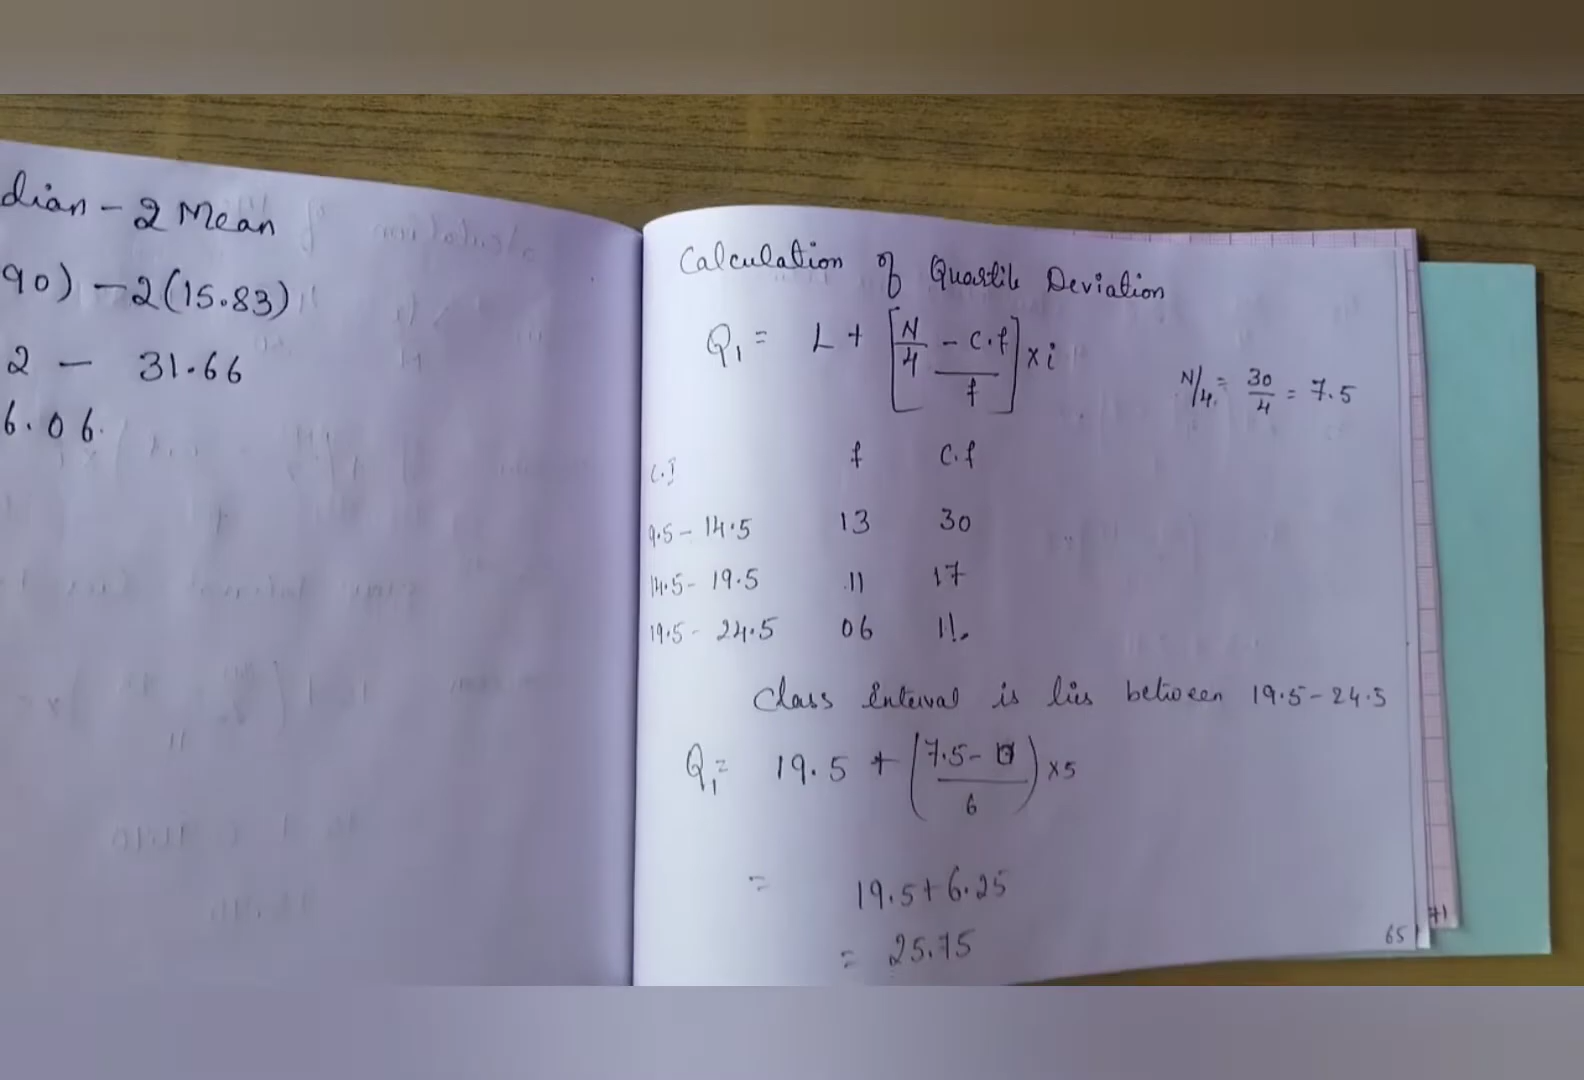 dian - 2 Mean
90) - 2(15.83)
2 - 31.66
6.06.
Calculation of Quartile Deviation
Q₁ = L + [N/4 - c.f / f] x i
N/4 = 30/4 = 7.5
C.I f C.f
9.5 - 14.5 13 30
14.5 - 19.5 11 17
19.5 - 24.5 06 11
Class Interval is lies between 19.5 - 24.5
Q₁ = 19.5 + (7.5 - 0 / 6) x 5
= 19.5 + 6.25
= 25.75
65
71